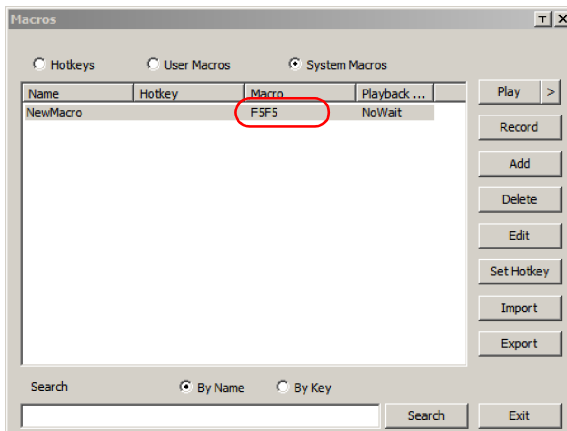 Macros T X
Hotkeys User Macros System Macros
Name Hotkey Macro Playback ...
NewMacro F5F5 NoWait
Play >
Record
Add
Delete
Edit
Set Hotkey
Import
Export
Search By Name By Key
Search Exit